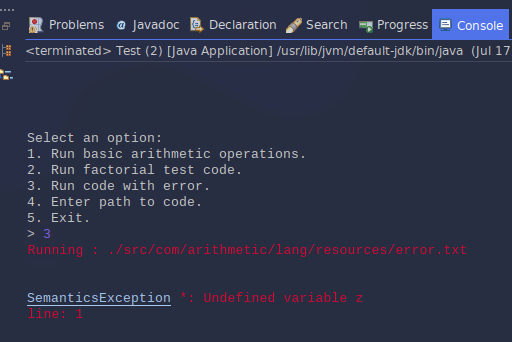 Problems @ Javadoc Declaration Search Progress Console
<terminated> Test (2) [Java Application] /usr/lib/jvm/default-jdk/bin/java (Jul 17
Select an option:
1. Run basic arithmetic operations.
2. Run factorial test code.
3. Run code with error.
4. Enter path to code.
5. Exit.
> 3
Running : ./src/com/arithmetic/lang/resources/error.txt
SemanticsException *: Undefined variable z
line: 1